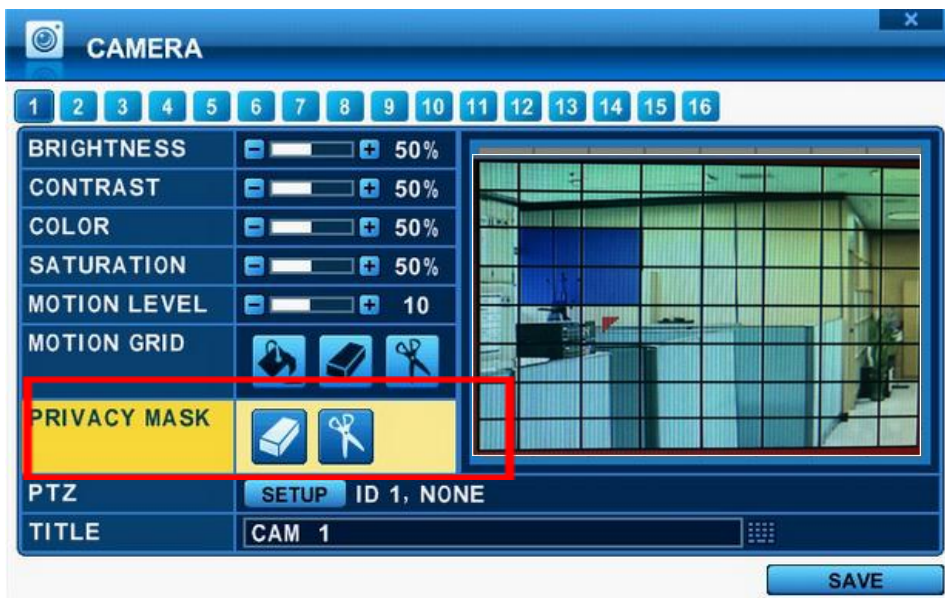 CAMERA
X
1 2 3 4 5 6 7 8 9 10 11 12 13 14 15 16
BRIGHTNESS 50%
CONTRAST 50%
COLOR 50%
SATURATION 50%
MOTION LEVEL 10
MOTION GRID
PRIVACY MASK
PTZ SETUP ID 1, NONE
TITLE CAM 1
SAVE